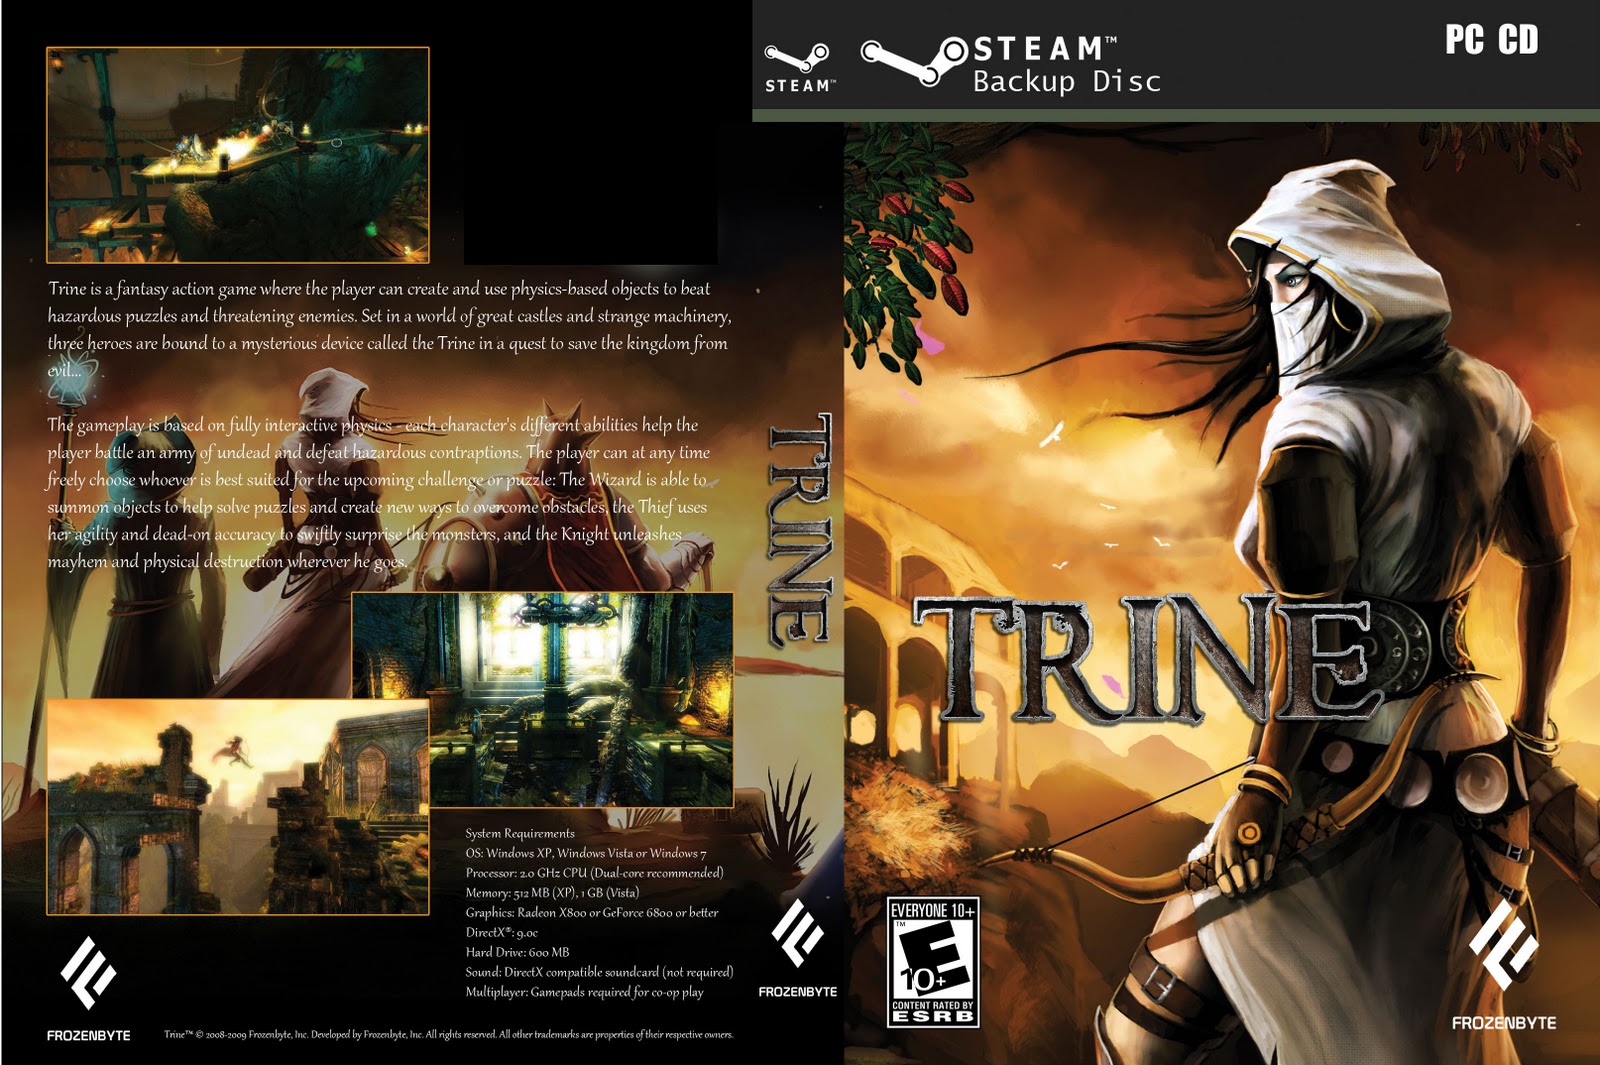 Trine is a fantasy action game where the player can create and use physics-based objects to beat
hazardous puzzles and threatening enemies. Set in a world of great castles and strange machinery,
three heroes are bound to a mysterious device called the Trine in a quest to save the kingdom from
evil...
The gameplay is based on fully interactive physics - each character's different abilities help the
player battle an army of undead and defeat hazardous contraptions. The player can at any time
freely choose whoever is best suited for the upcoming challenge or puzzle: The Wizard is able to
summon objects to help solve puzzles and create new ways to overcome obstacles, the Thief uses
her agility and dead-on accuracy to swiftly surprise the monsters, and the Knight unleashes
mayhem and physical destruction wherever he goes.
System Requirements
OS: Windows XP, Windows Vista or Windows 7
Processor: 2.0 GHz CPU (Dual-core recommended)
Memory: 512 MB (XP), 1 GB (Vista)
Graphics: Radeon X800 or GeForce 6800 or better
DirectX®: 9.0c
Hard Drive: 600 MB
Sound: DirectX compatible soundcard (not required)
Multiplayer: Gamepads required for co-op play
FROZENBYTE
Trine™ © 2008-2009 Frozenbyte, Inc. Developed by Frozenbyte, Inc. All rights reserved. All other trademarks are properties of their respective owners.
STEAM™
TRINE
FROZENBYTE
STEAM™
Backup Disc
PC CD
TRINE
EVERYONE 10+
TM
E
10+
CONTENT RATED BY
ESRB
FROZENBYTE